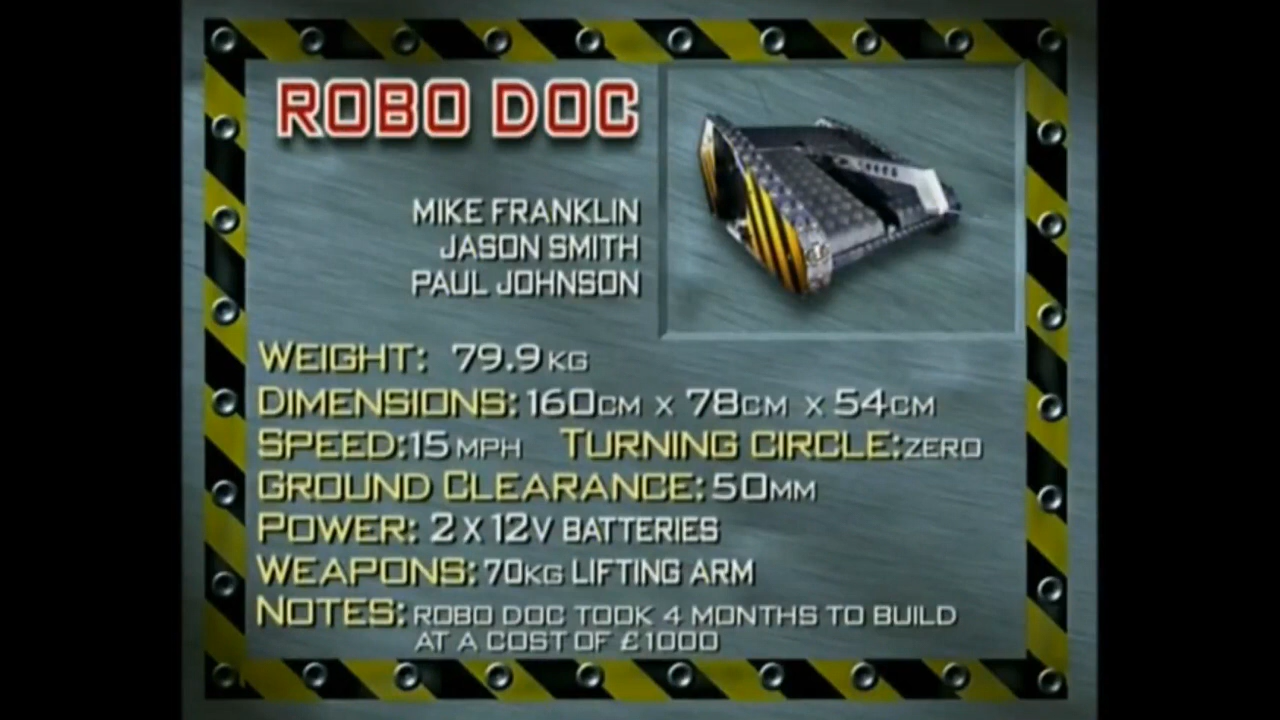 ROBO DOC
MIKE FRANKLIN
JASON SMITH
PAUL JOHNSON
WEIGHT: 79.9KG
DIMENSIONS: 160CM X 78CM X 54CM
SPEED:15 MPH TURNING CIRCLE:ZERO
GROUND CLEARANCE: 50MM
POWER: 2 X 12V BATTERIES
WEAPONS: 70KG LIFTING ARM
NOTES: ROBO DOC TOOK 4 MONTHS TO BUILD
AT A COST OF £1000